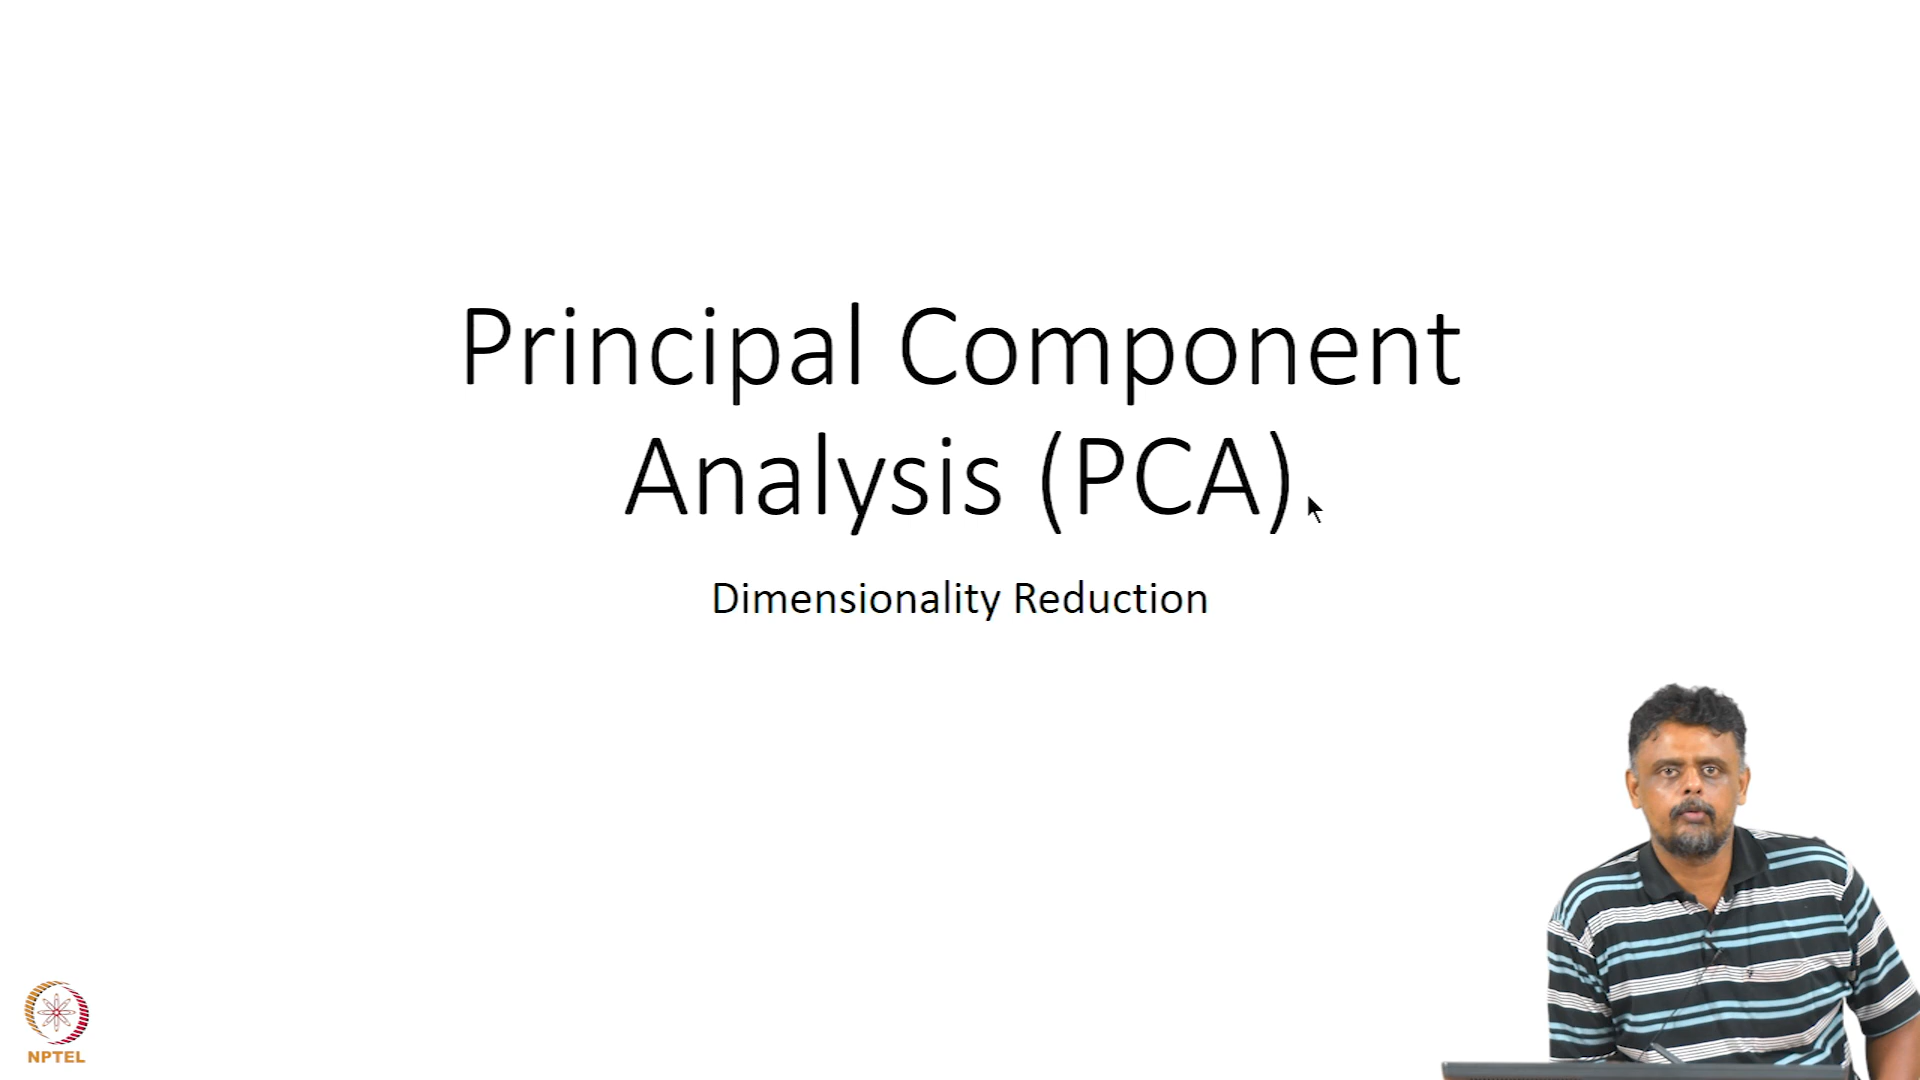 Principal Component
Analysis (PCA)
Dimensionality Reduction
NPTEL